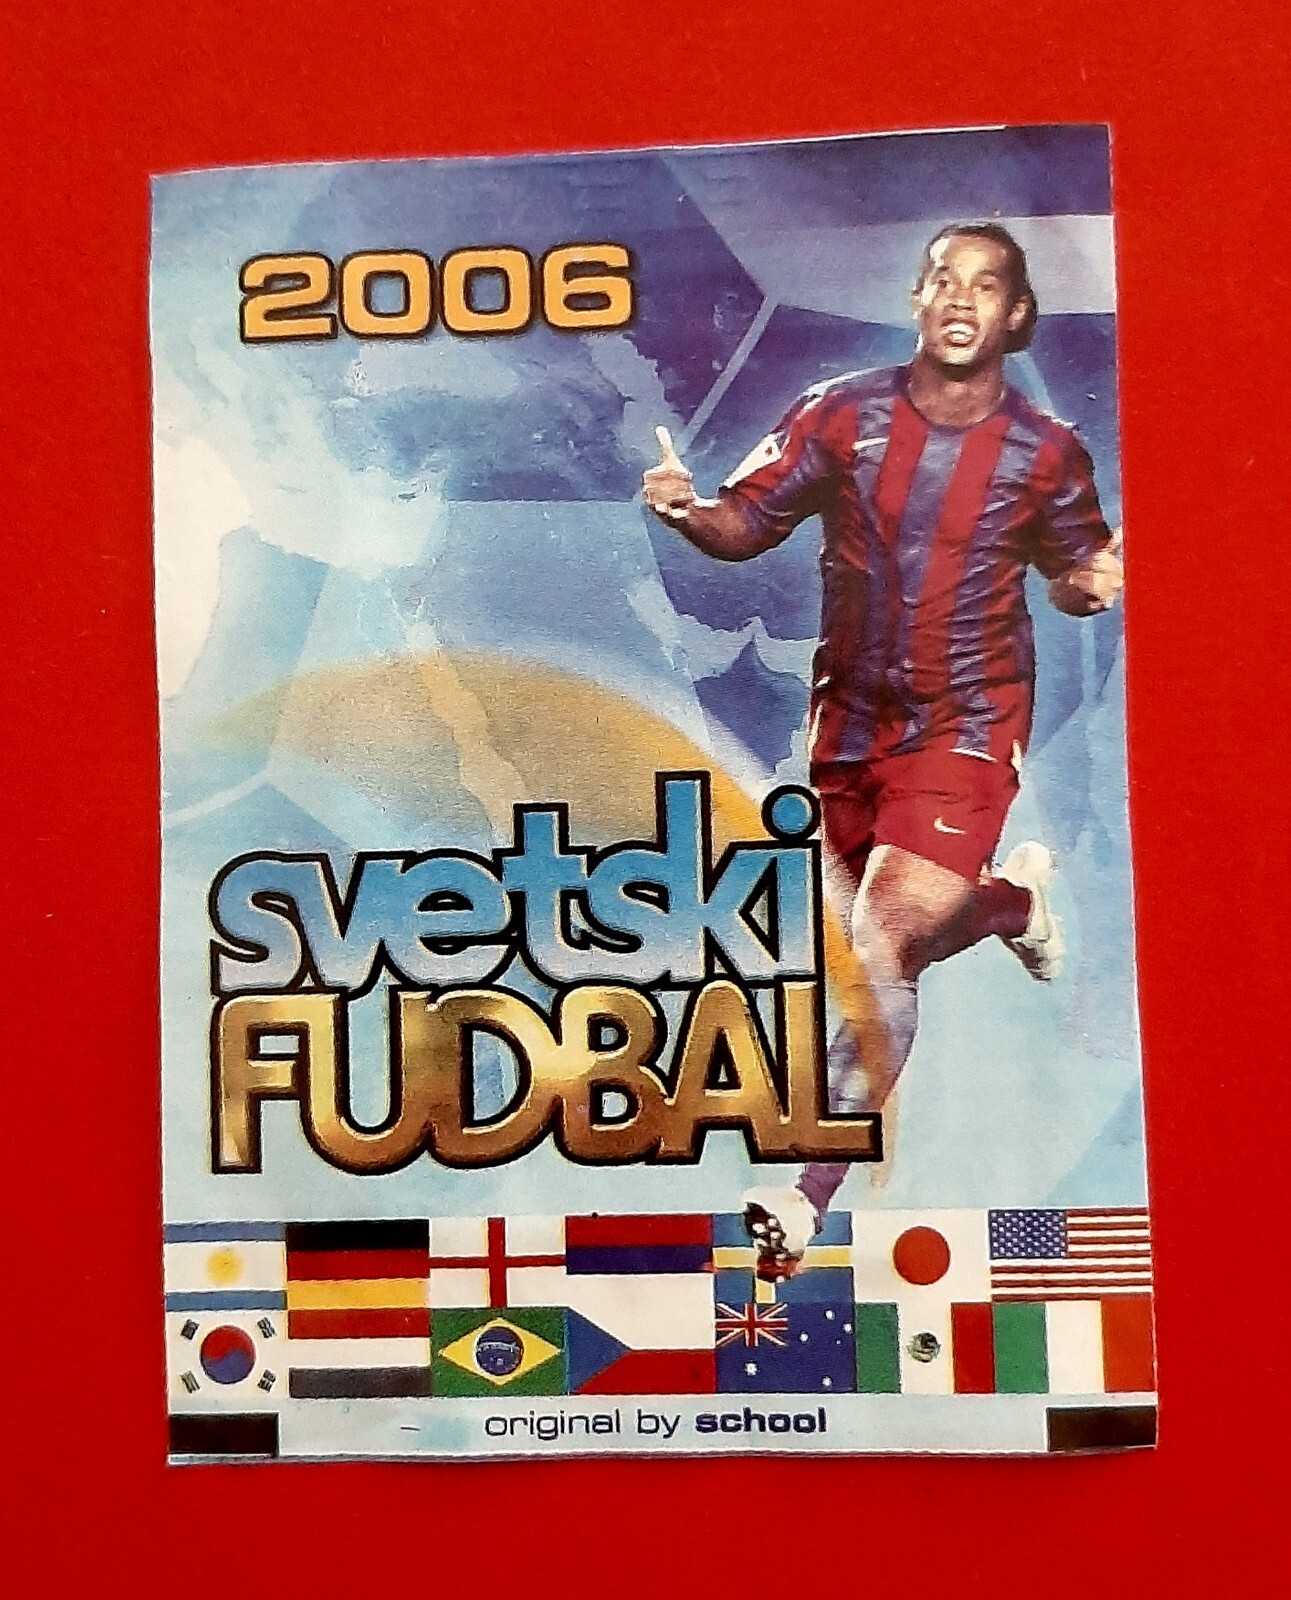 2006
svetski
FUDBAL
original by school